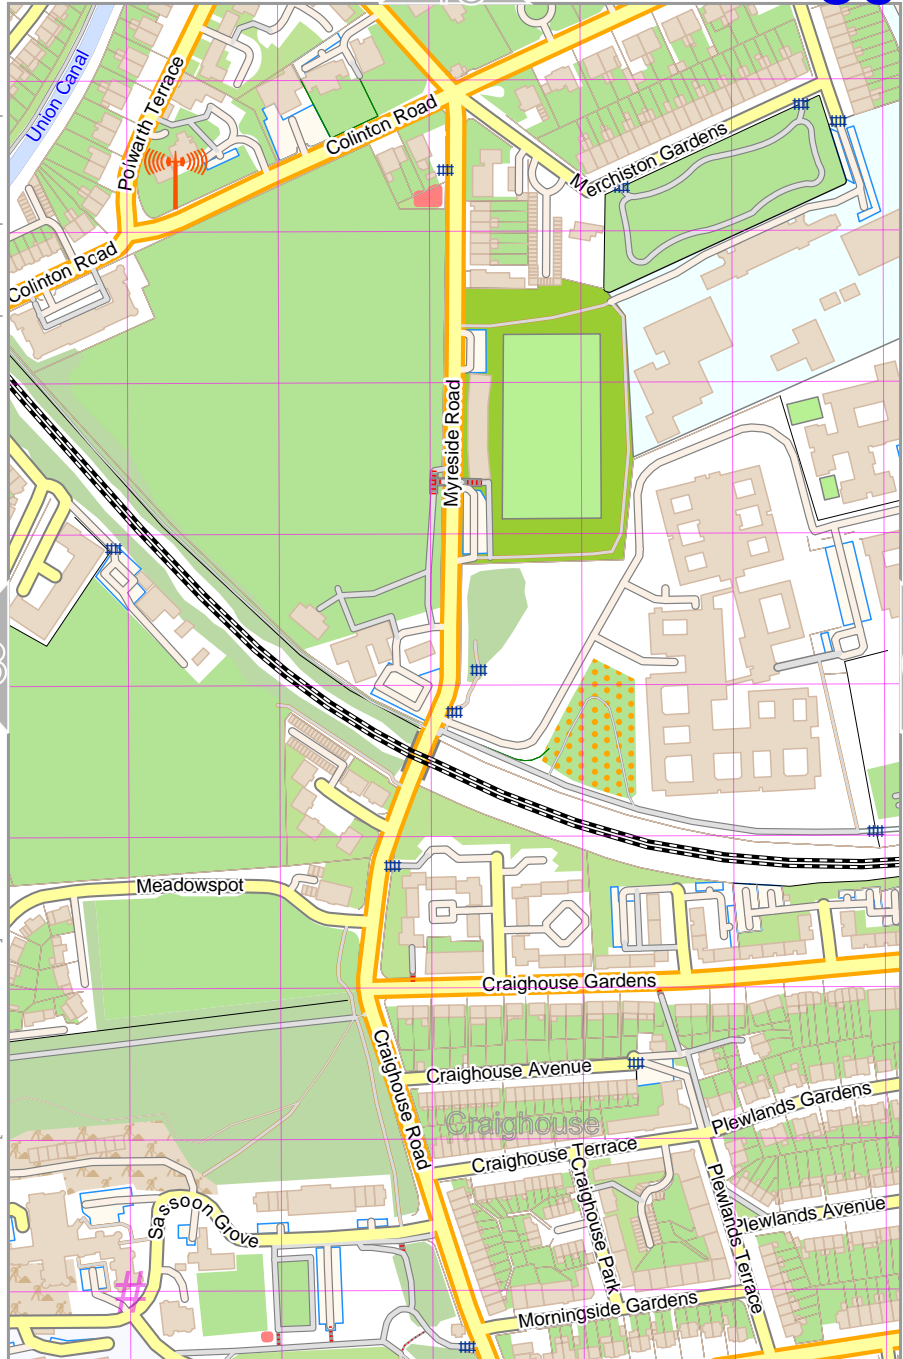 Union Canal
Polwarth Terrace
Colinton Road
Merchiston Gardens
Colinton Road
Myreside Road
Meadowspot
Craighouse Gardens
Craighouse Road
Craighouse Avenue
Craighouse
Plewlands Gardens
Craighouse Terrace
Craighouse Park
Plewlands Terrace
Sassoon Grove
Plewlands Avenue
Morningside Gardens